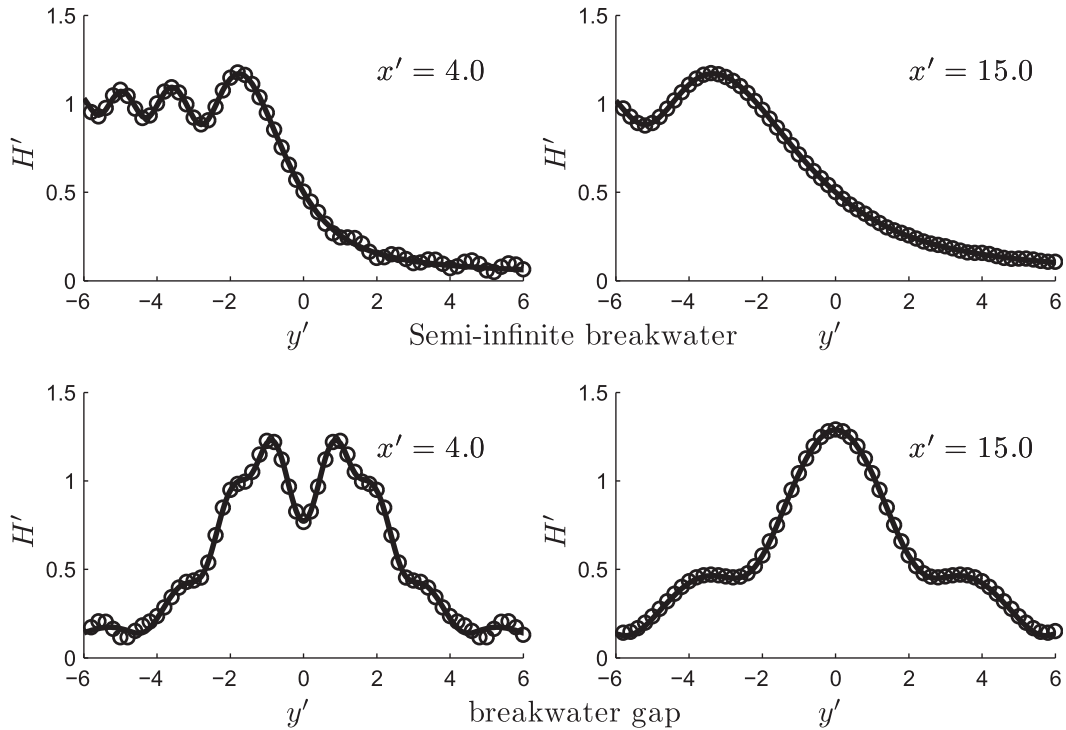 1.5
1
0.5
0
H′
x′ = 4.0
−6 −4 −2 0 2 4 6
y′
1.5
1
0.5
0
H′
x′ = 15.0
−6 −4 −2 0 2 4 6
y′
Semi-infinite breakwater
1.5
1
0.5
0
H′
x′ = 4.0
−6 −4 −2 0 2 4 6
y′
1.5
1
0.5
0
H′
x′ = 15.0
−6 −4 −2 0 2 4 6
y′
breakwater gap